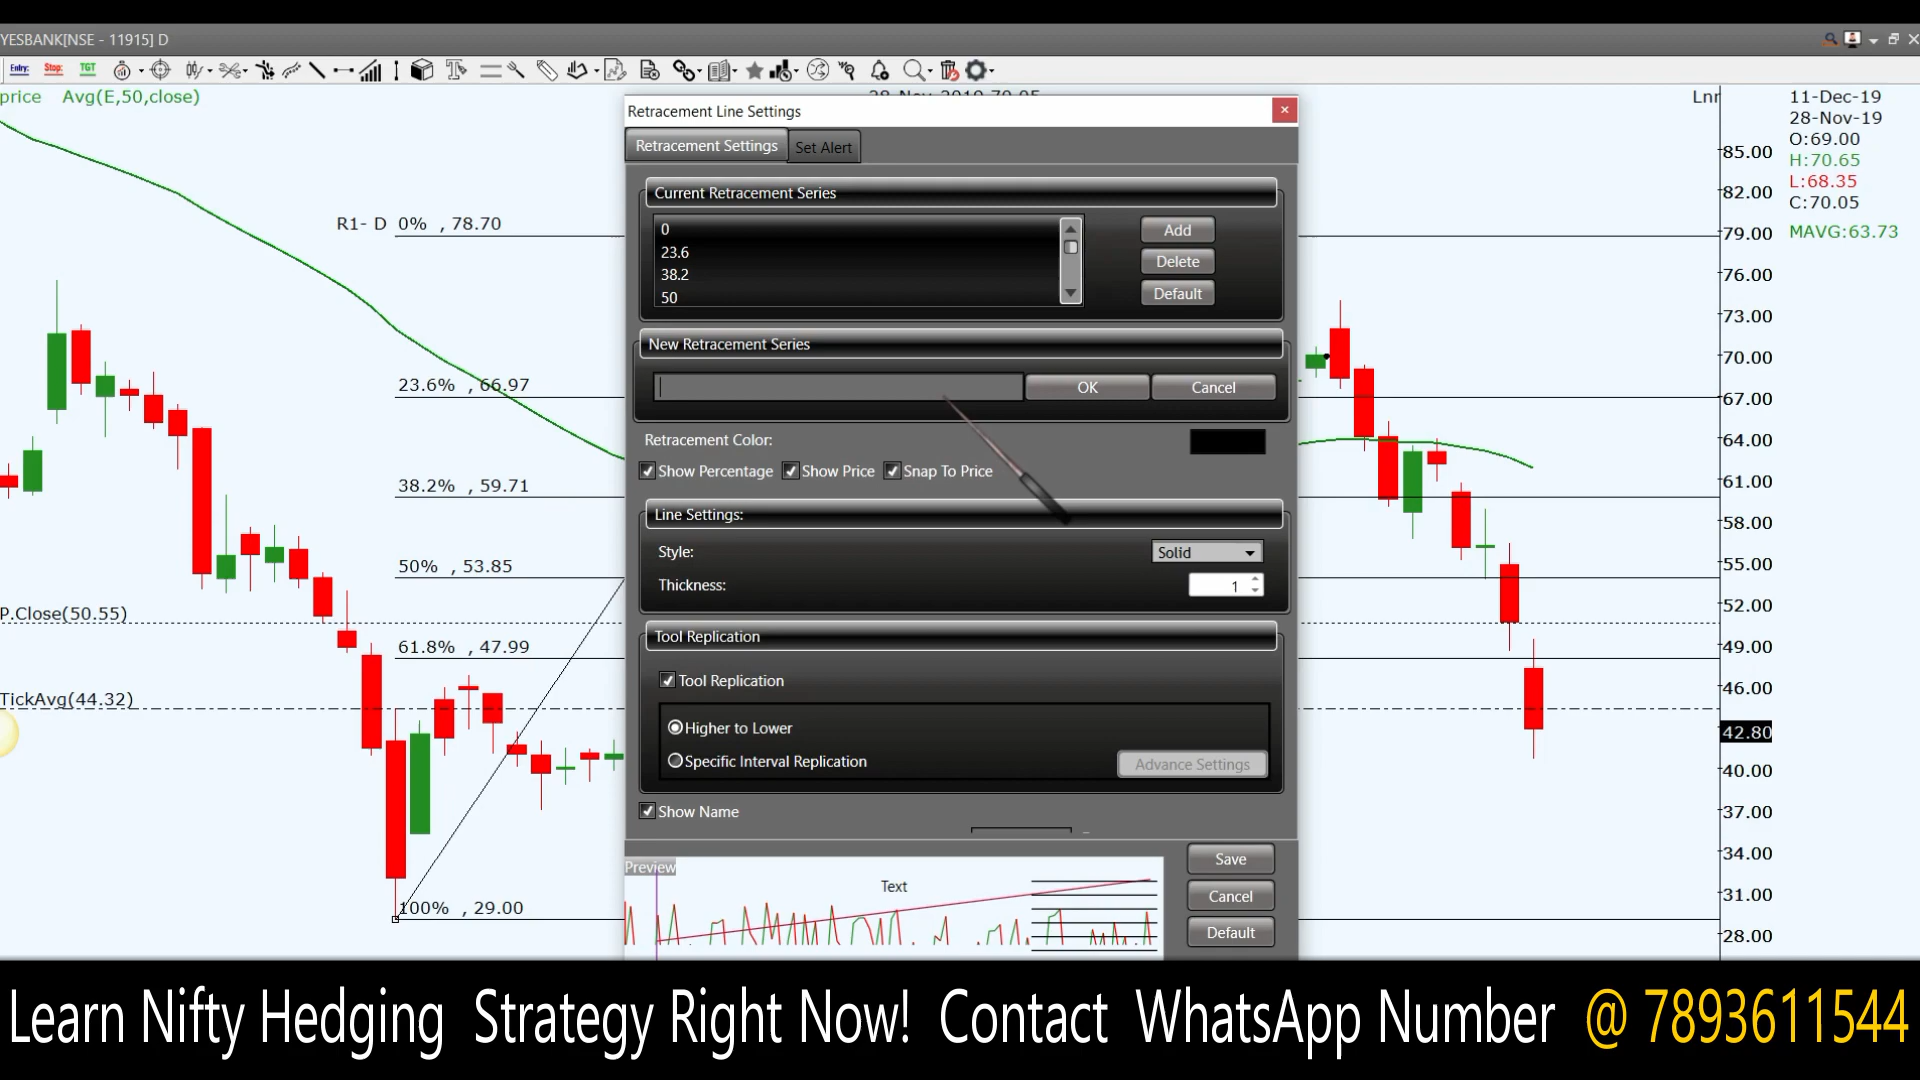 YESBANK[NSE - 11915] D
Entry: Stop: TGT
price Avg(E,50,close)
Lnr
11-Dec-19
28-Nov-19
O:69.00
H:70.65
L:68.35
C:70.05
MAVG:63.73
Retracement Line Settings
Retracement Settings Set Alert
Current Retracement Series
0
23.6
38.2
50
Add
Delete
Default
New Retracement Series
OK Cancel
Retracement Color:
Show Percentage Show Price Snap To Price
Line Settings:
Style: Solid
Thickness: 1
Tool Replication
Tool Replication
Higher to Lower
Specific Interval Replication Advance Settings
Show Name
Preview
Text
Save
Cancel
Default
R1- D 0% , 78.70
23.6% , 66.97
38.2% , 59.71
50% , 53.85
P.Close(50.55)
61.8% , 47.99
TickAvg(44.32)
100% , 29.00
85.00
82.00
79.00
76.00
73.00
70.00
67.00
64.00
61.00
58.00
55.00
52.00
49.00
46.00
42.80
40.00
37.00
34.00
31.00
28.00
Learn Nifty Hedging Strategy Right Now! Contact WhatsApp Number @ 7893611544